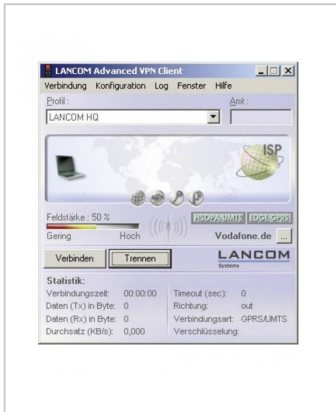 LANCOM Advanced VPN Client
Verbindung Konfiguration Log Fenster Hilfe
Profil: Amt:
LANCOM HQ
ISP
Feldstärke: 50 % HSDPA/UMTS EDGE/GPRS
Gering Hoch Vodafone.de ...
Verbinden Trennen LANCOM
Systems
Statistik:
Verbindungszeit: 00:00:00 Timeout (sec): 0
Daten (Tx) in Byte: 0 Richtung: out
Daten (Rx) in Byte: 0 Verbindungsart: GPRS/UMTS
Durchsatz (KB/s): 0,000 Verschlüsselung: